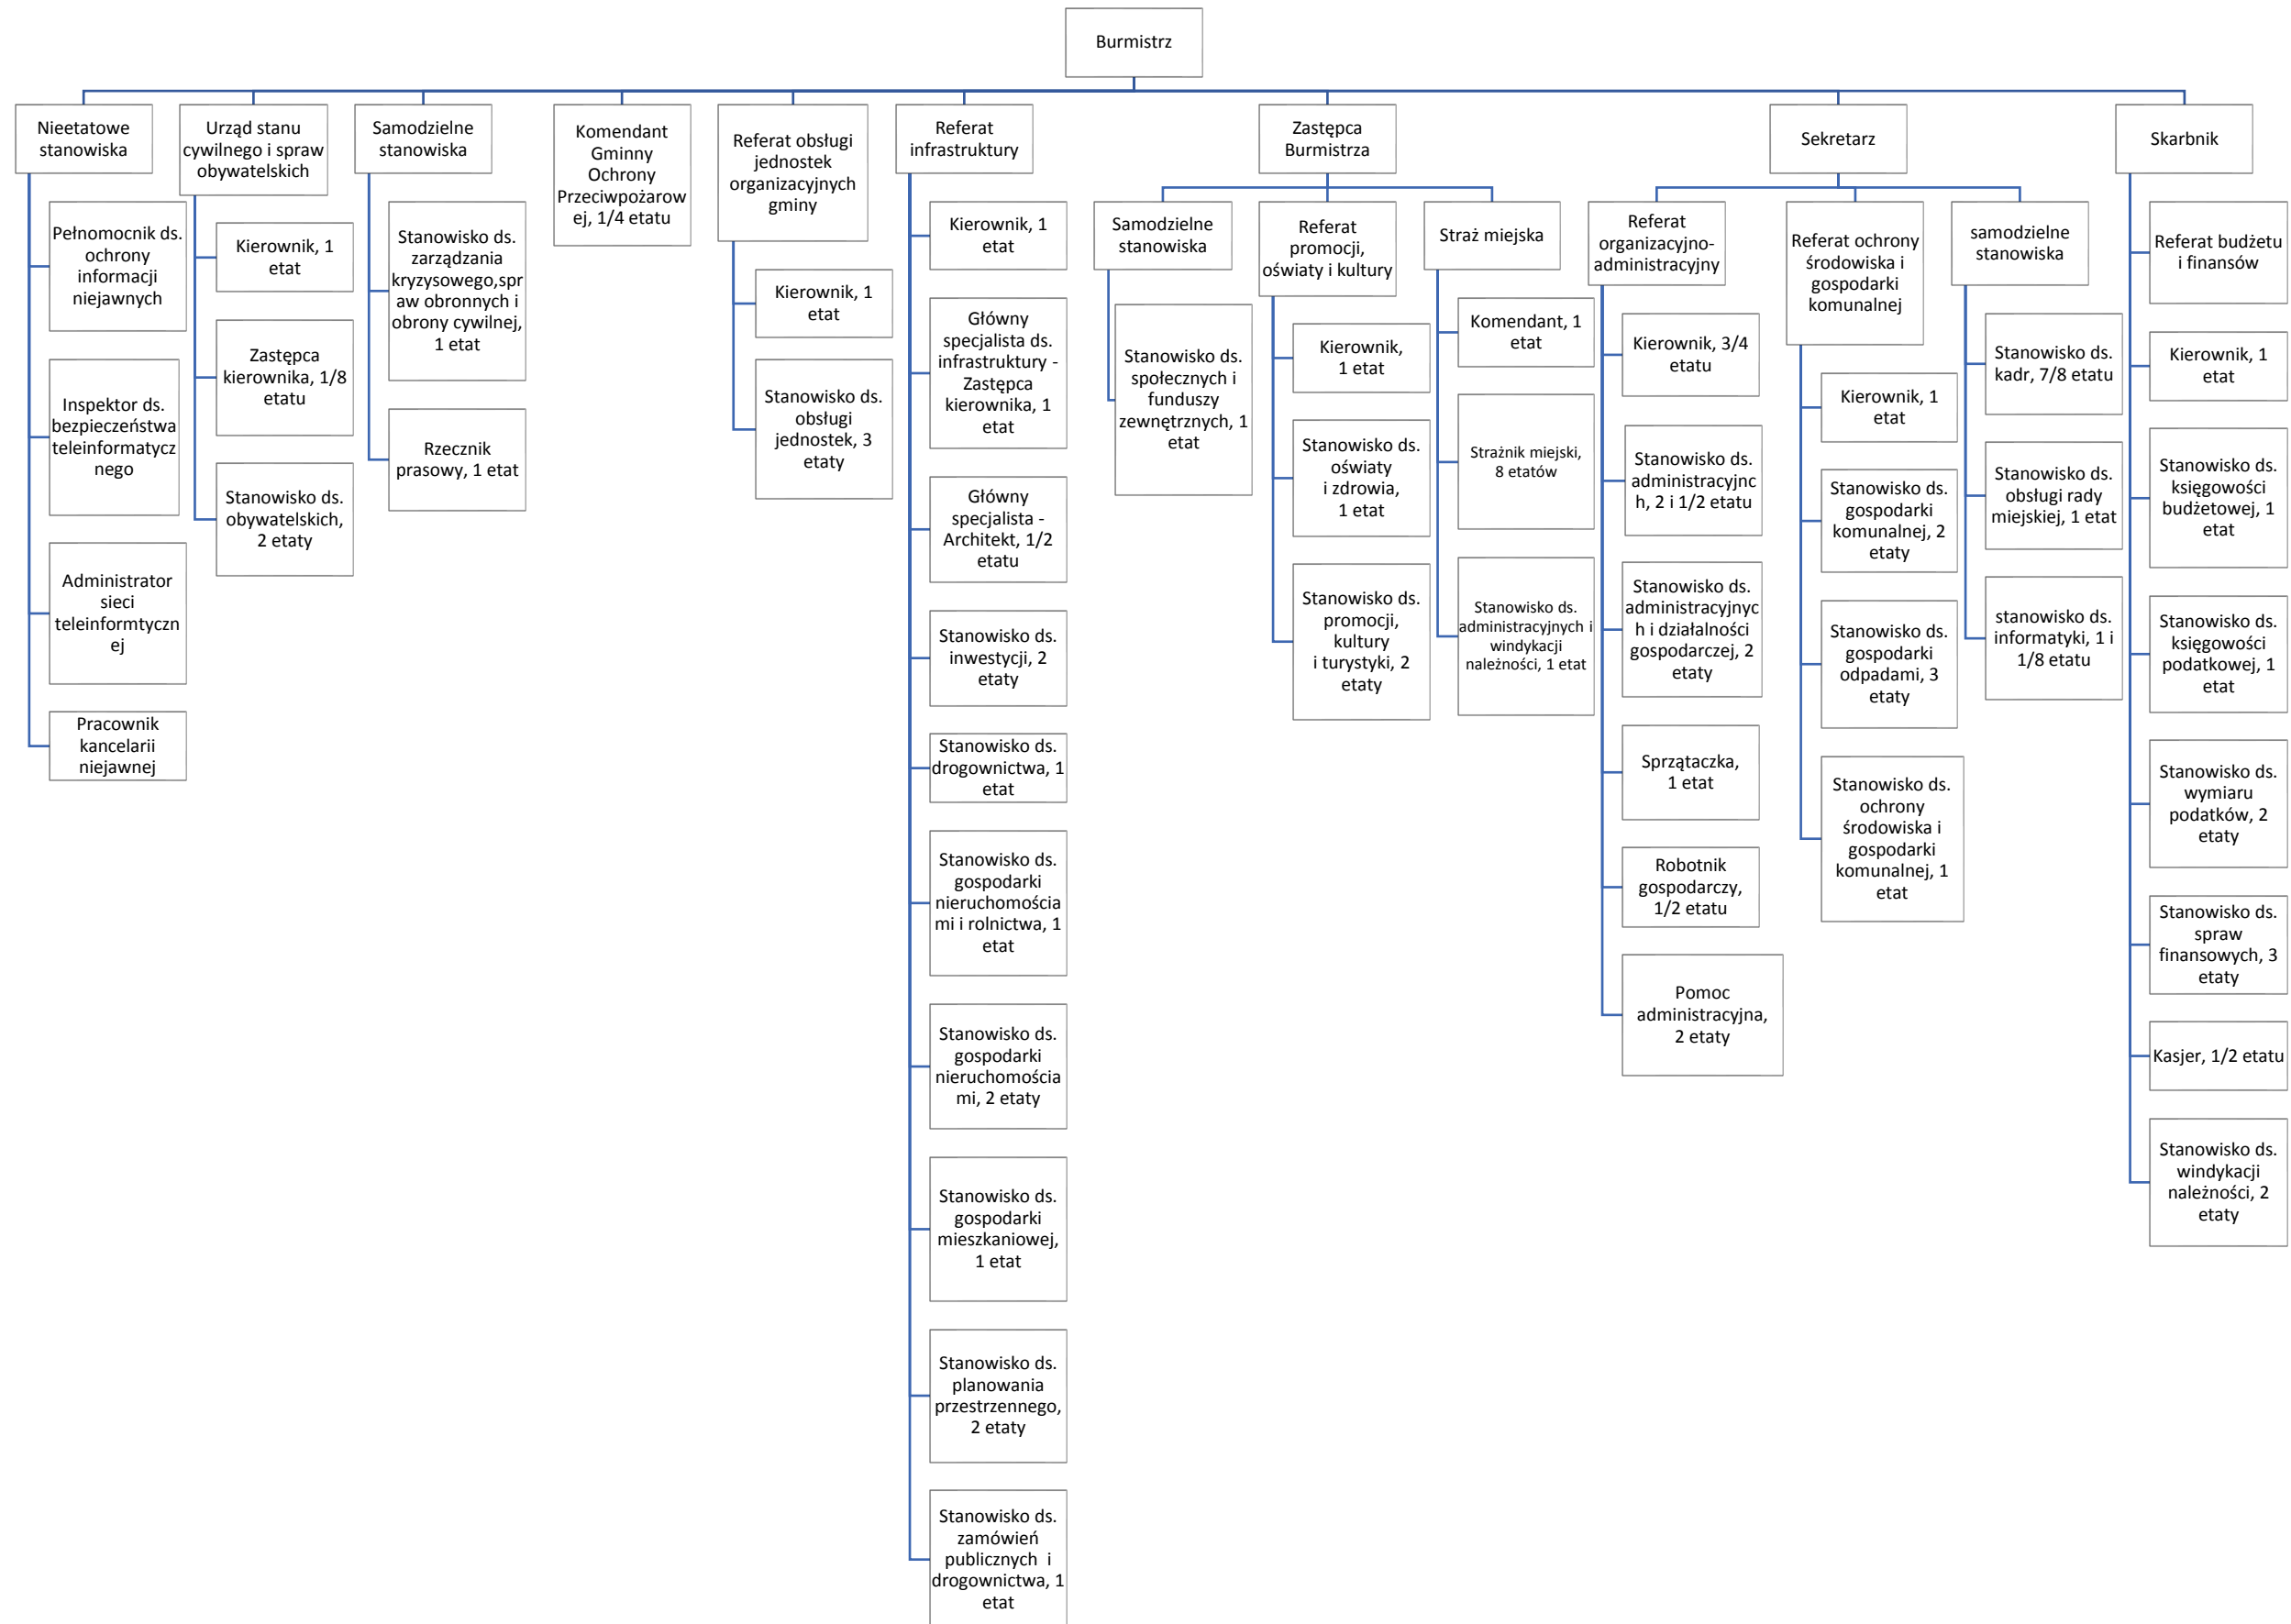 Burmistrz
Nieetatowe
stanowiska
Pełnomocnik ds.
ochrony
informacji
niejawnych
Inspektor ds.
bezpieczeństwa
teleinformatycz
nego
Administrator
sieci
teleinformtyczn
ej
Pracownik
kancelarii
niejawnej
Urząd stanu
cywilnego i spraw
obywatelskich
Kierownik, 1
etat
Zastępca
kierownika, 1/8
etatu
Stanowisko ds.
obywatelskich,
2 etaty
Samodzielne
stanowiska
Stanowisko ds.
zarządzania
kryzysowego,spr
aw obronnych i
obrony cywilnej,
1 etat
Rzecznik
prasowy, 1 etat
Komendant
Gminny
Ochrony
Przeciwpożarow
ej, 1/4 etatu
Referat obsługi
jednostek
organizacyjnych
gminy
Kierownik, 1
etat
Stanowisko ds.
obsługi
jednostek, 3
etaty
Referat
infrastruktury
Kierownik, 1
etat
Główny
specjalista ds.
infrastruktury -
Zastępca
kierownika, 1
etat
Główny
specjalista -
Architekt, 1/2
etatu
Stanowisko ds.
inwestycji, 2
etaty
Stanowisko ds.
drogownictwa, 1
etat
Stanowisko ds.
gospodarki
nieruchomościa
mi i rolnictwa, 1
etat
Stanowisko ds.
gospodarki
nieruchomościa
mi, 2 etaty
Stanowisko ds.
gospodarki
mieszkaniowej,
1 etat
Stanowisko ds.
planowania
przestrzennego,
2 etaty
Stanowisko ds.
zamówień
publicznych i
drogownictwa, 1
etat
Zastępca
Burmistrza
Samodzielne
stanowiska
Stanowisko ds.
społecznych i
funduszy
zewnętrznych, 1
etat
Referat
promocji,
oświaty i kultury
Kierownik,
1 etat
Stanowisko ds.
oświaty
i zdrowia,
1 etat
Stanowisko ds.
promocji,
kultury
i turystyki, 2
etaty
Straż miejska
Komendant, 1
etat
Strażnik miejski,
8 etatów
Stanowisko ds.
administracyjnych i
windykacji
należności, 1 etat
Sekretarz
Referat
organizacyjno-
administracyjny
Kierownik, 3/4
etatu
Stanowisko ds.
administracyjnc
h, 2 i 1/2 etatu
Stanowisko ds.
administracyjnyc
h i działalności
gospodarczej, 2
etaty
Sprzątaczka,
1 etat
Robotnik
gospodarczy,
1/2 etatu
Pomoc
administracyjna,
2 etaty
Referat ochrony
środowiska i
gospodarki
komunalnej
Kierownik, 1
etat
Stanowisko ds.
gospodarki
komunalnej, 2
etaty
Stanowisko ds.
gospodarki
odpadami, 3
etaty
Stanowisko ds.
ochrony
środowiska i
gospodarki
komunalnej, 1
etat
samodzielne
stanowiska
Stanowisko ds.
kadr, 7/8 etatu
Stanowisko ds.
obsługi rady
miejskiej, 1 etat
stanowisko ds.
informatyki, 1 i
1/8 etatu
Skarbnik
Referat budżetu
i finansów
Kierownik, 1
etat
Stanowisko ds.
księgowości
budżetowej, 1
etat
Stanowisko ds.
księgowości
podatkowej, 1
etat
Stanowisko ds.
wymiaru
podatków, 2
etaty
Stanowisko ds.
spraw
finansowych, 3
etaty
Kasjer, 1/2 etatu
Stanowisko ds.
windykacji
należności, 2
etaty